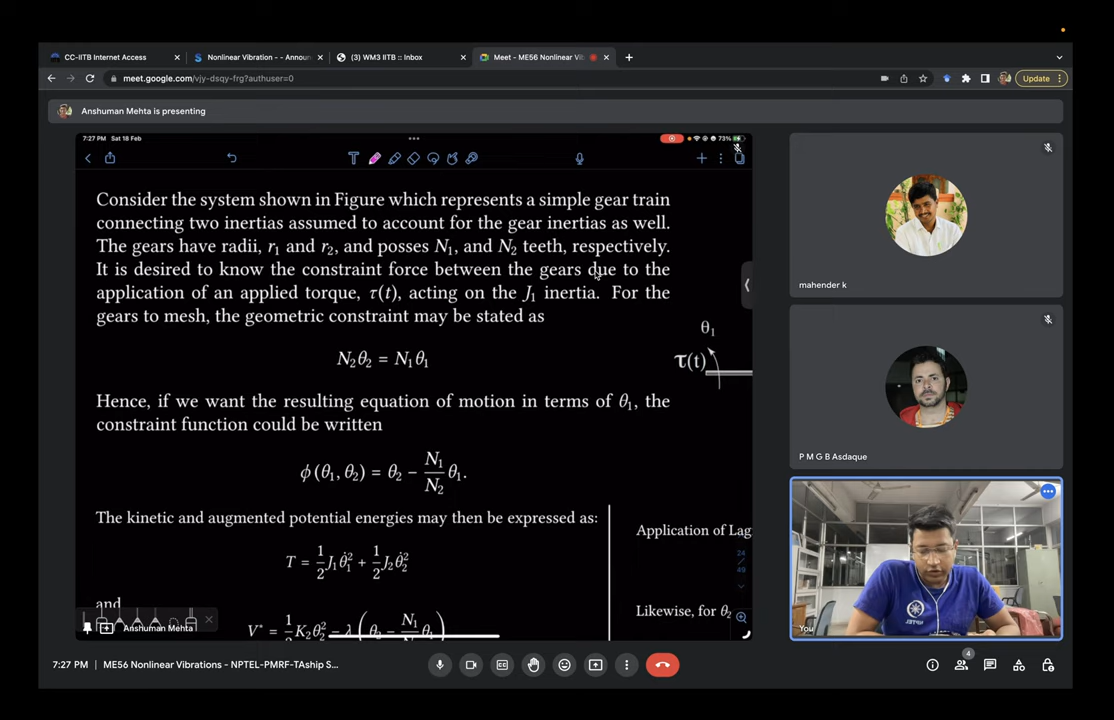 CC-IITB Internet Access
Nonlinear Vibration - - Announ
(3) WM3 IITB :: Inbox
Meet - ME56 Nonlinear Vib
meet.google.com/vjy-dsqy-frg?authuser=0
Update
Anshuman Mehta is presenting
7:27 PM Sat 18 Feb
73%
Consider the system shown in Figure which represents a simple gear train
connecting two inertias assumed to account for the gear inertias as well.
The gears have radii, r₁ and r₂, and posses N₁, and N₂ teeth, respectively.
It is desired to know the constraint force between the gears due to the
application of an applied torque, τ(t), acting on the J₁ inertia. For the
gears to mesh, the geometric constraint may be stated as
N₂θ₂ = N₁θ₁
θ₁
τ(t)
Hence, if we want the resulting equation of motion in terms of θ₁, the
constraint function could be written
ϕ(θ₁, θ₂) = θ₂ − N₁/N₂ θ₁.
The kinetic and augmented potential energies may then be expressed as:
T = 1/2 J₁θ̇₁² + 1/2 J₂θ̇₂²
and
Application of Lag
24
/
49
Likewise, for θ₂
Anshuman Mehta
mahender k
P M G B Asdaque
You
7:27 PM
ME56 Nonlinear Vibrations - NPTEL-PMRF-TAship S...
4